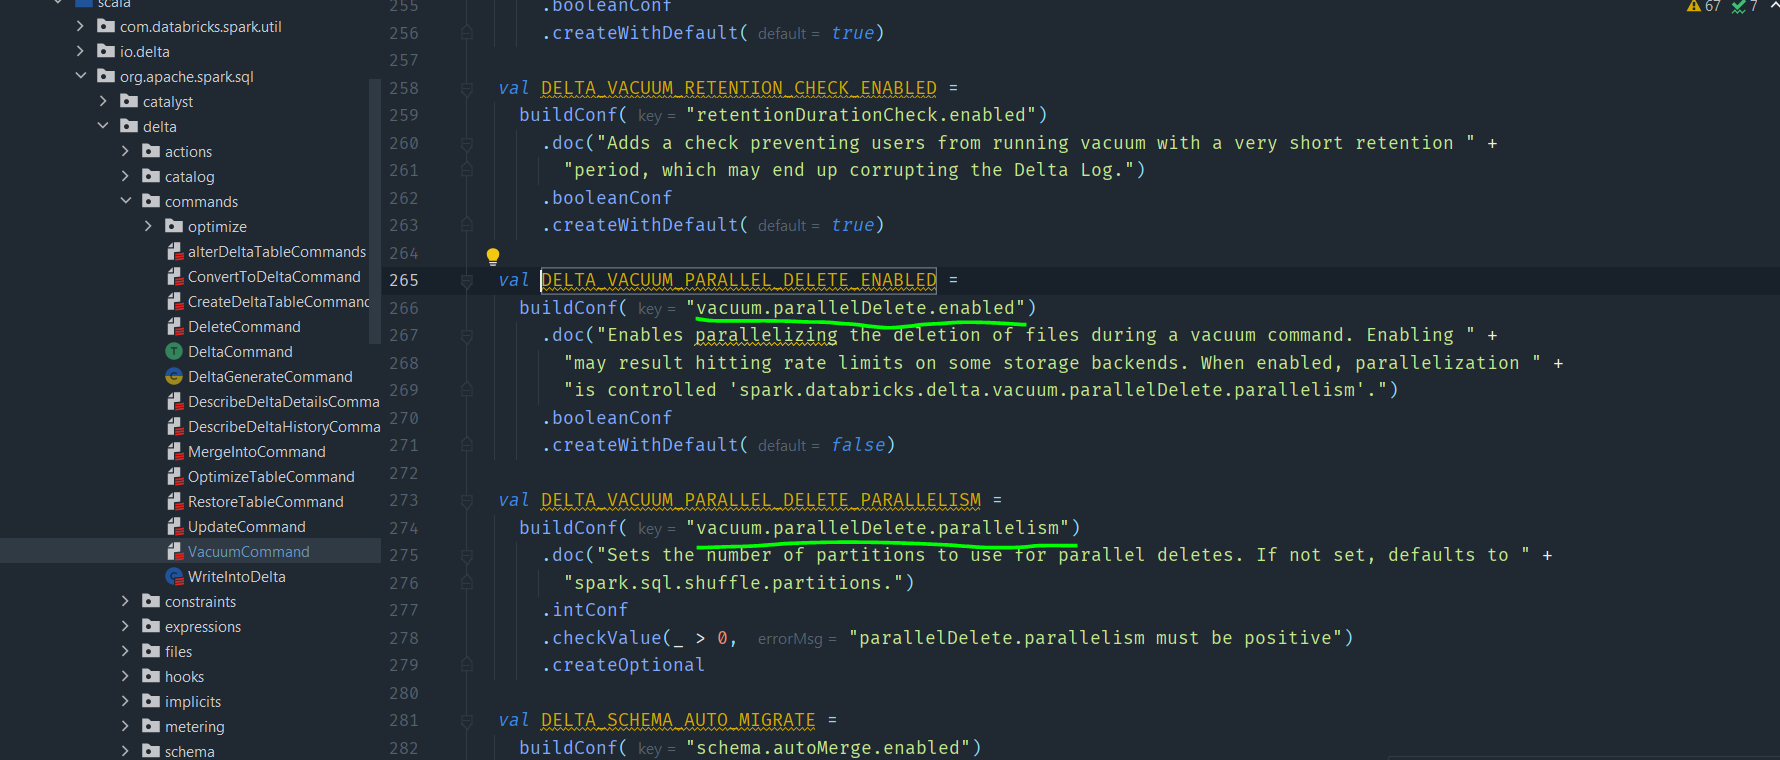 scala
com.databricks.spark.util
io.delta
org.apache.spark.sql
catalyst
delta
actions
catalog
commands
optimize
alterDeltaTableCommands
ConvertToDeltaCommand
CreateDeltaTableCommand
DeleteCommand
DeltaCommand
DeltaGenerateCommand
DescribeDeltaDetailsComma
DescribeDeltaHistoryComma
MergeIntoCommand
OptimizeTableCommand
RestoreTableCommand
UpdateCommand
VacuumCommand
WriteIntoDelta
constraints
expressions
files
hooks
implicits
metering
schema
67 7
255 .booleanConf
256 .createWithDefault( default = true)
257
258 val DELTA_VACUUM_RETENTION_CHECK_ENABLED =
259 buildConf( key = "retentionDurationCheck.enabled")
260 .doc("Adds a check preventing users from running vacuum with a very short retention " +
261 "period, which may end up corrupting the Delta Log.")
262 .booleanConf
263 .createWithDefault( default = true)
264
265 val DELTA_VACUUM_PARALLEL_DELETE_ENABLED =
266 buildConf( key = "vacuum.parallelDelete.enabled")
267 .doc("Enables parallelizing the deletion of files during a vacuum command. Enabling " +
268 "may result hitting rate limits on some storage backends. When enabled, parallelization " +
269 "is controlled 'spark.databricks.delta.vacuum.parallelDelete.parallelism'.")
270 .booleanConf
271 .createWithDefault( default = false)
272
273 val DELTA_VACUUM_PARALLEL_DELETE_PARALLELISM =
274 buildConf( key = "vacuum.parallelDelete.parallelism")
275 .doc("Sets the number of partitions to use for parallel deletes. If not set, defaults to " +
276 "spark.sql.shuffle.partitions.")
277 .intConf
278 .checkValue(_ > 0, errorMsg = "parallelDelete.parallelism must be positive")
279 .createOptional
280
281 val DELTA_SCHEMA_AUTO_MIGRATE =
282 buildConf( key = "schema.autoMerge.enabled")